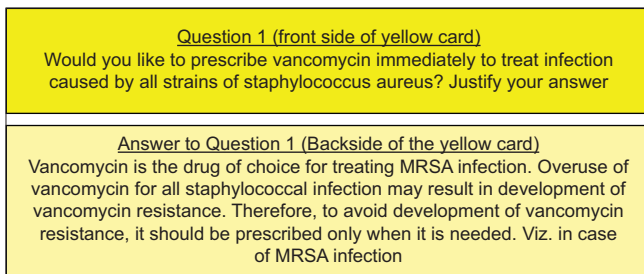 Question 1 (front side of yellow card)
Would you like to prescribe vancomycin immediately to treat infection
caused by all strains of staphylococcus aureus? Justify your answer
Answer to Question 1 (Backside of the yellow card)
Vancomycin is the drug of choice for treating MRSA infection. Overuse of
vancomycin for all staphylococcal infection may result in development of
vancomycin resistance. Therefore, to avoid development of vancomycin
resistance, it should be prescribed only when it is needed. Viz. in case
of MRSA infection